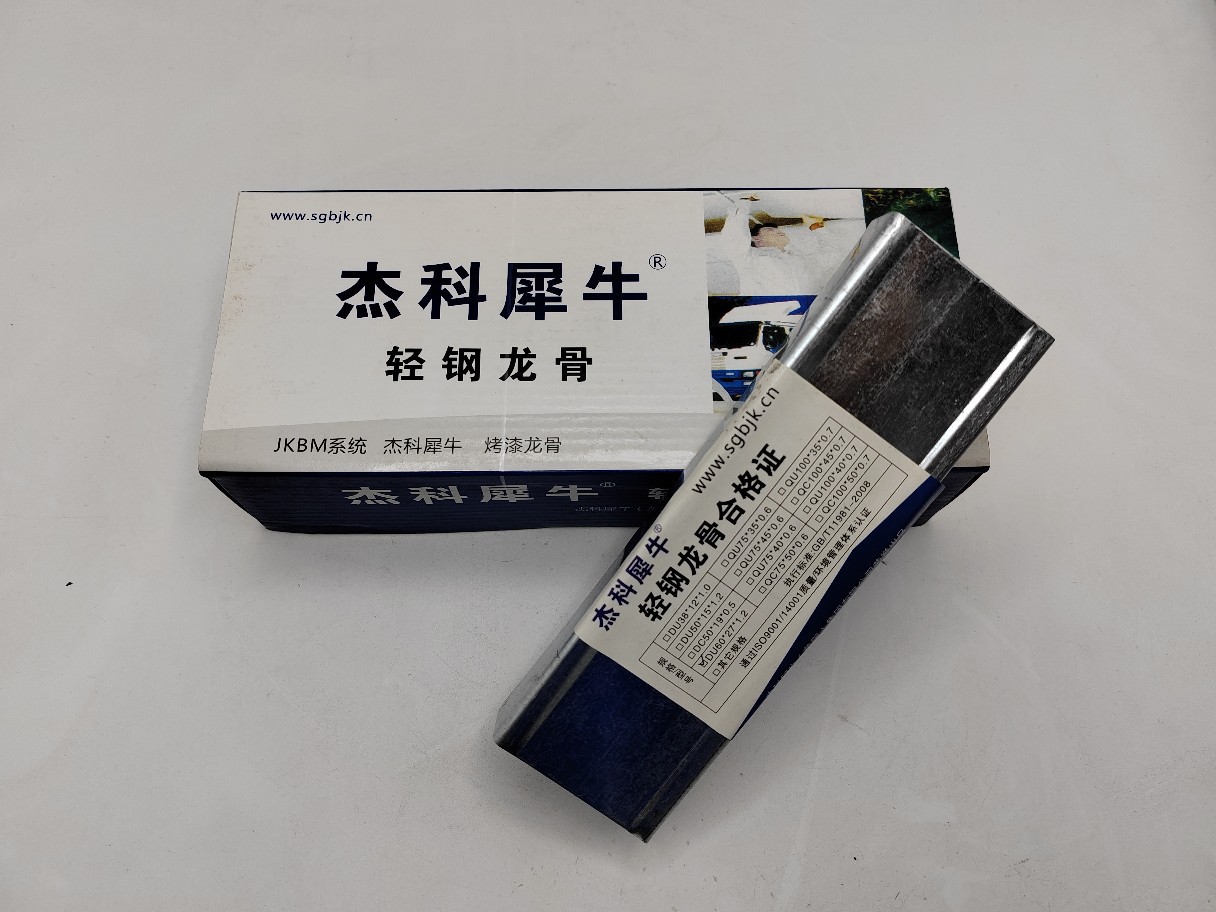 www.sgbjk.cn
杰科犀牛®
轻钢龙骨
JKBM系统 杰科犀牛 烤漆龙骨
杰科犀牛®
www.sgbjk.cn
杰科犀牛®
轻钢龙骨合格证
规格型号
□DU38*12*1.0 □QU75*35*0.6 □QU100*35*0.7
□DU50*15*1.2 □QU75*45*0.6 □QC100*45*0.7
□DC50*19*0.5 □QU75*40*0.6 □QU100*40*0.7
☑DU60*27*1.2 □QC75*50*0.6 □QC100*50*0.7
□其它规格 执行标准:GB/T11981-2008
通过ISO9001/14001质量/环境管理体系认证